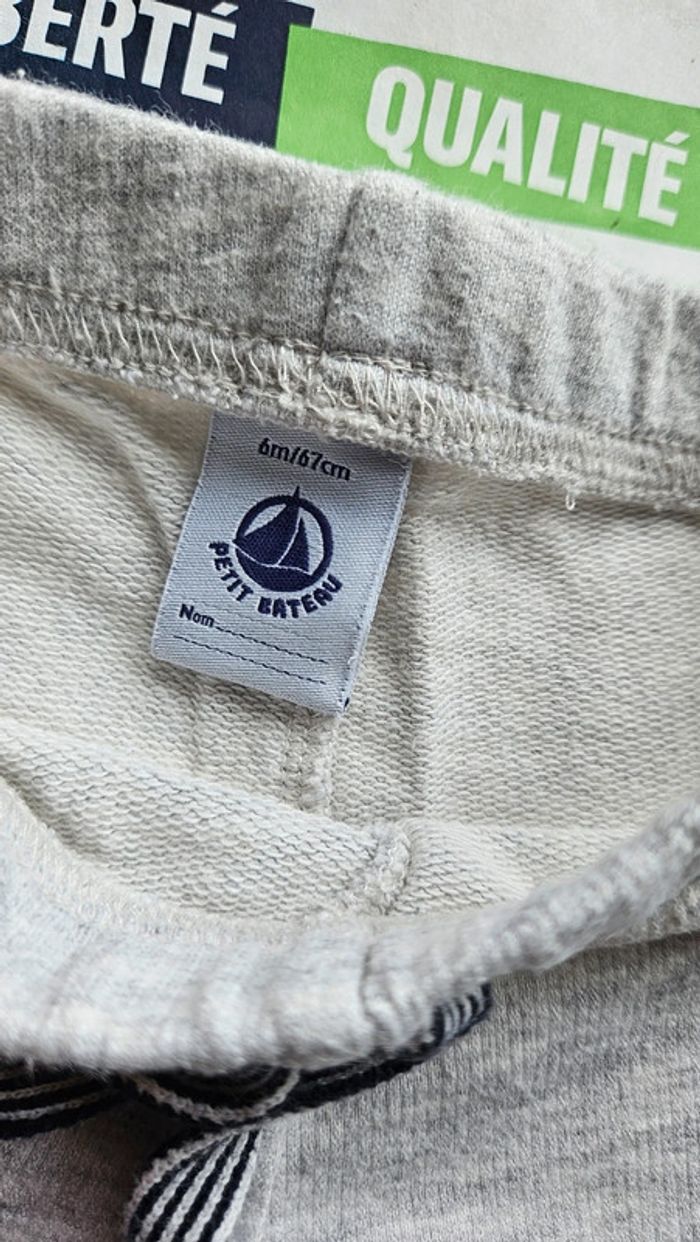 BERTÉ
QUALITÉ
6m/67cm
PETIT BATEAU
Nom